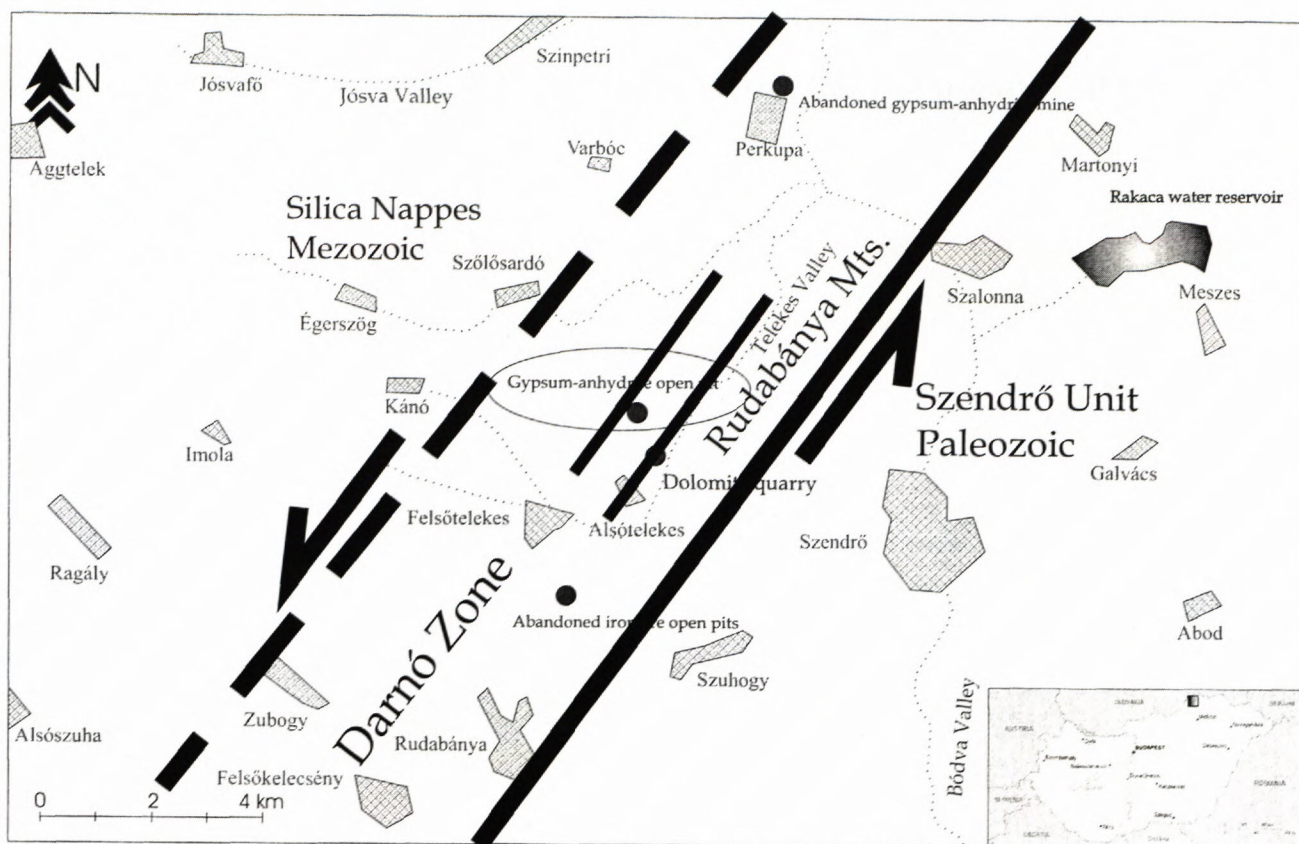 Szinpetri
Jósvafő
N
Jósva Valley
Abandoned gypsum-anhydrite mine
Aggtelek
Varbóc
Perkupa
Martonyi
Silica Nappes
Mezozoic
Rakaca water reservoir
Szőlősardó
Telekes Valley
Rudabánya Mts.
Szalonna
Meszes
Égerszög
Gypsum-anhydrite open pit
Kánó
Szendrő Unit
Paleozoic
Imola
Galvács
Dolomite quarry
Felsőtelekes
Alsótelekes
Szendrő
Ragály
Darnó Zone
Abandoned iron ore open pits
Abod
Szuhogy
Zubogy
Alsószuha
Rudabánya
Bódva Valley
Felsőkelecsény
0 2 4 km
BUDAPEST